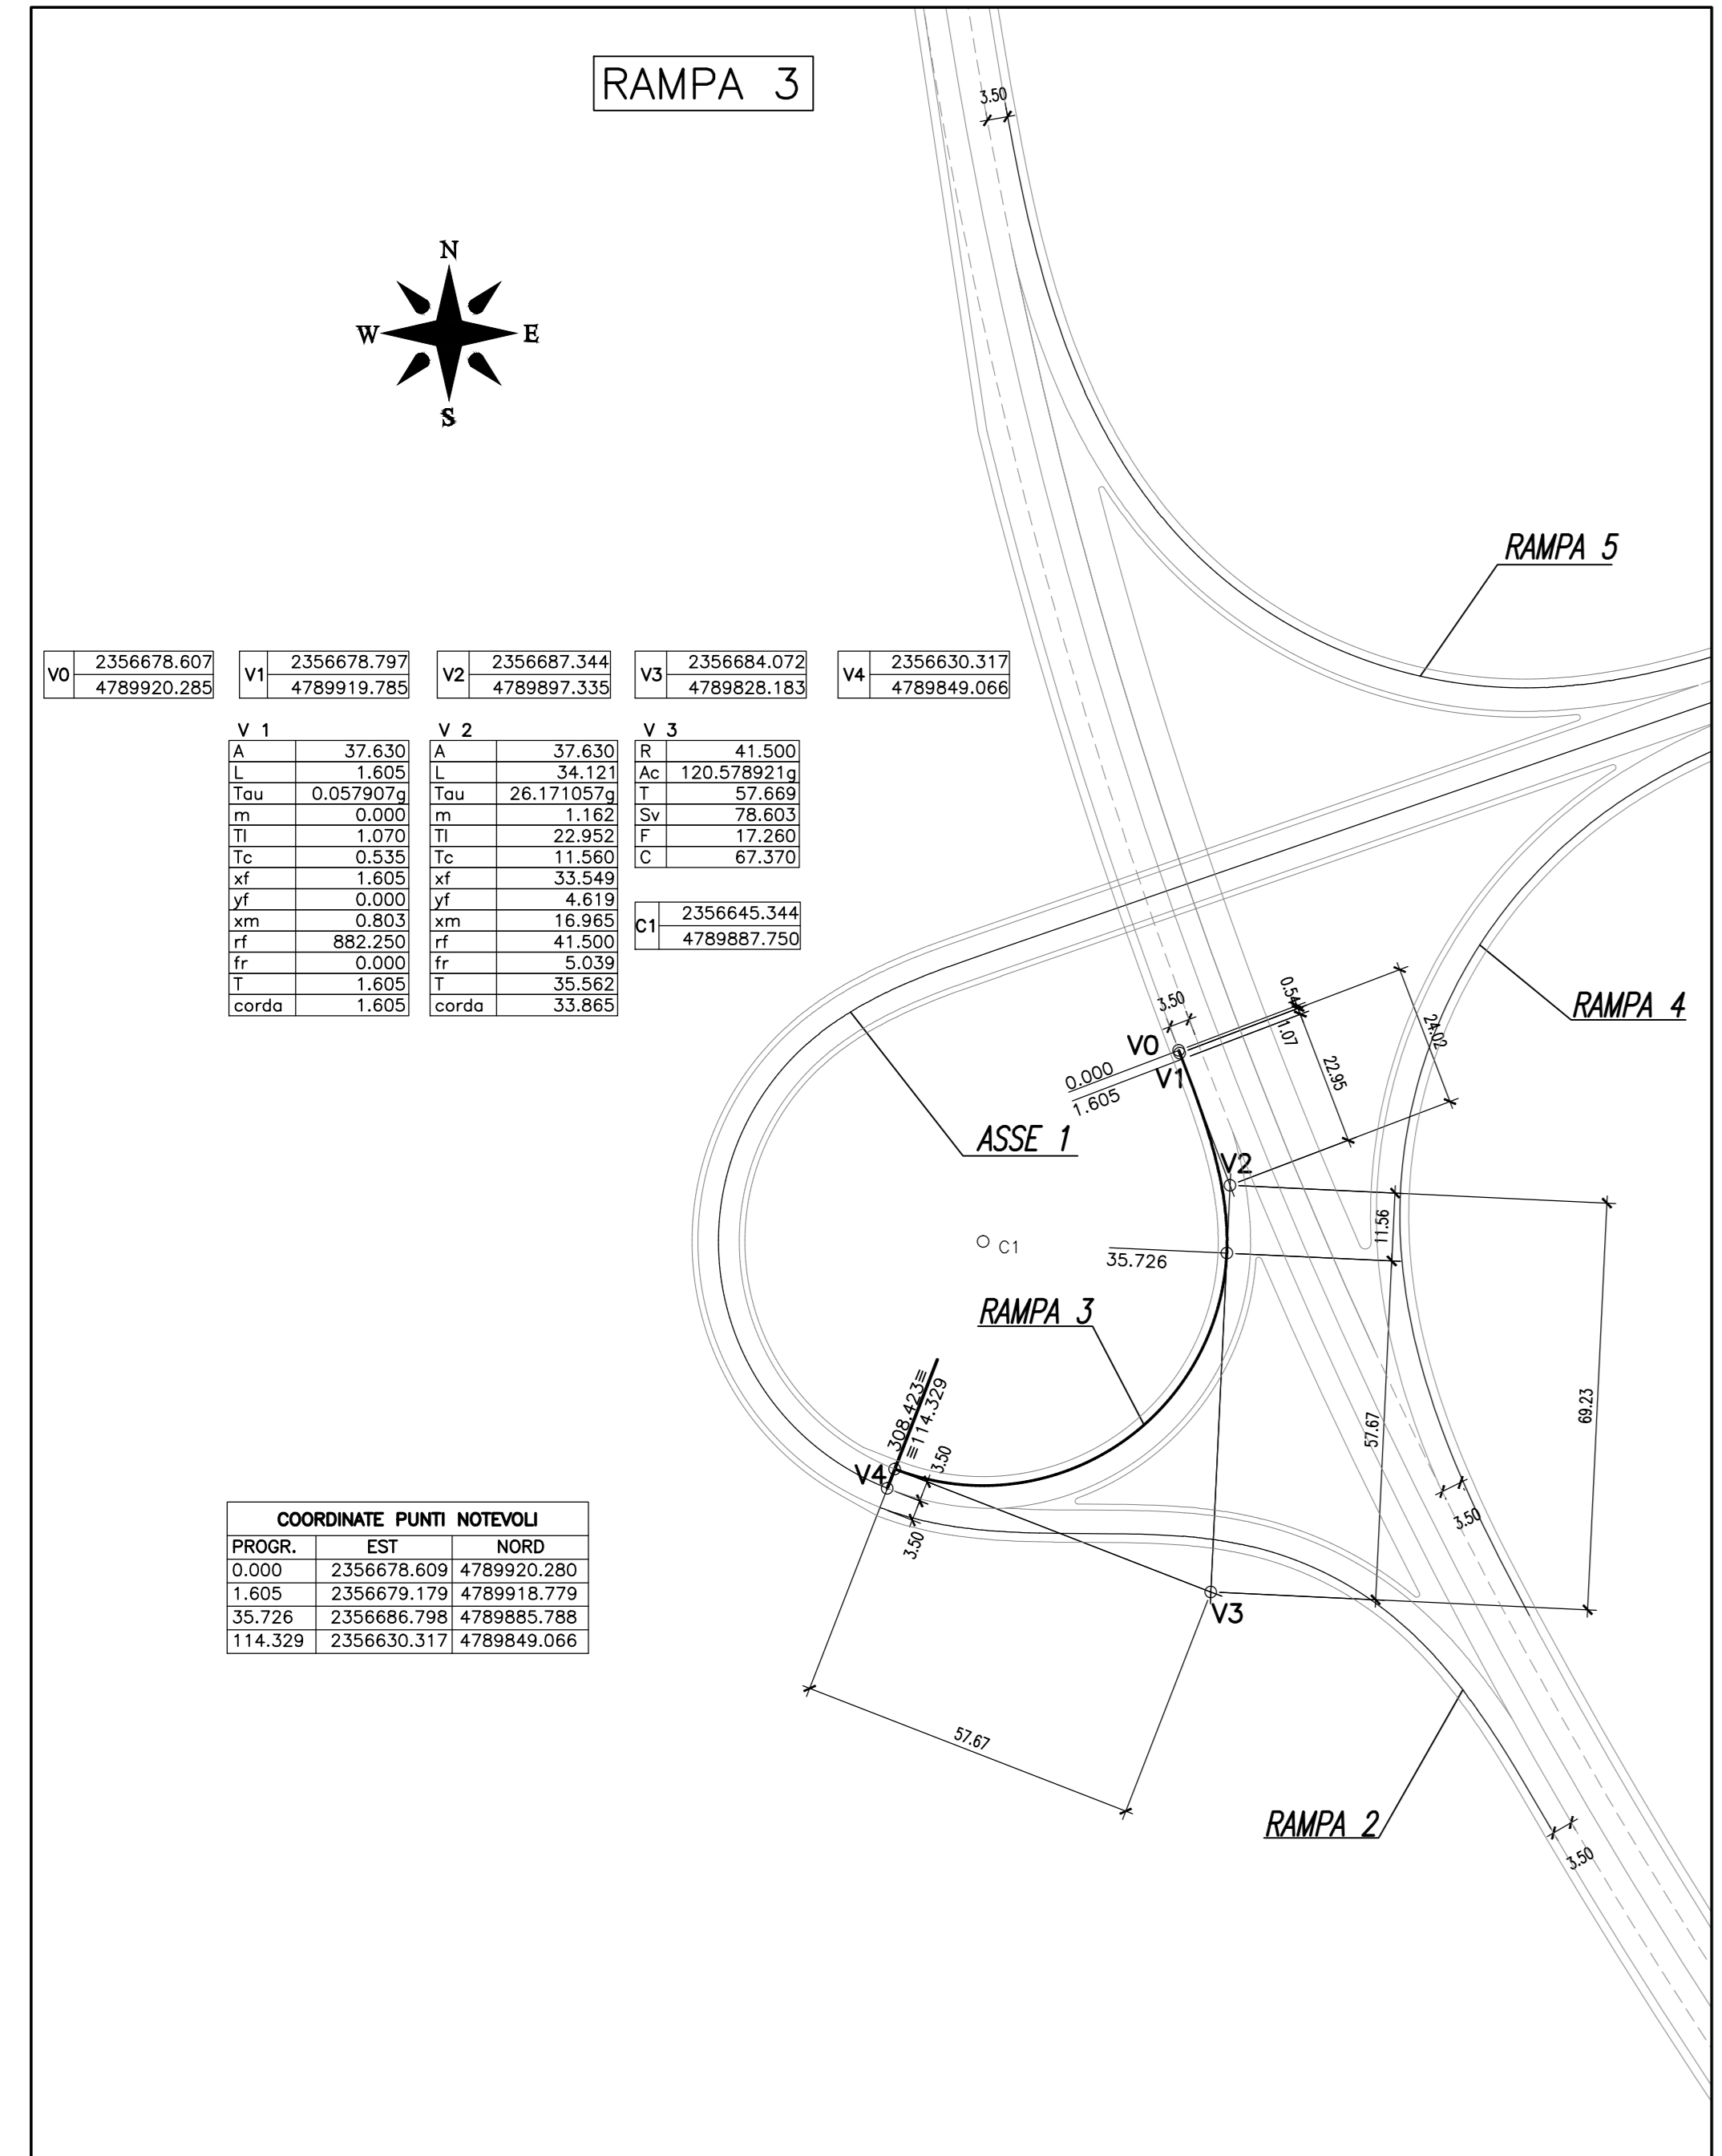 RAMPA 3
3.50
N
W E
S
RAMPA 5
V0 2356678.607 4789920.285
V1 2356678.797 4789919.785
V2 2356687.344 4789897.335
V3 2356684.072 4789828.183
V4 2356630.317 4789849.066
V 1
A 37.630
L 1.605
Tau 0.057907g
m 0.000
Tl 1.070
Tc 0.535
xf 1.605
yf 0.000
xm 0.803
rf 882.250
fr 0.000
T 1.605
corda 1.605
V 2
A 37.630
L 34.121
Tau 26.171057g
m 1.162
Tl 22.952
Tc 11.560
xf 33.549
yf 4.619
xm 16.965
rf 41.500
fr 5.039
T 35.562
corda 33.865
V 3
R 41.500
Ac 120.578921g
T 57.669
Sv 78.603
F 17.260
C 67.370
C1 2356645.344 4789887.750
RAMPA 4
3.50
1.07
24.02
22.95
V0
V1
0.000
1.605
ASSE 1
V2
11.56
C1
35.726
RAMPA 3
69.23
57.67
308.423≡
≡114.329
3.50
V4
3.50
3.50
V3
COORDINATE PUNTI NOTEVOLI
PROGR. EST NORD
0.000 2356678.609 4789920.280
1.605 2356679.179 4789918.779
35.726 2356686.798 4789885.788
114.329 2356630.317 4789849.066
57.67
RAMPA 2
3.50